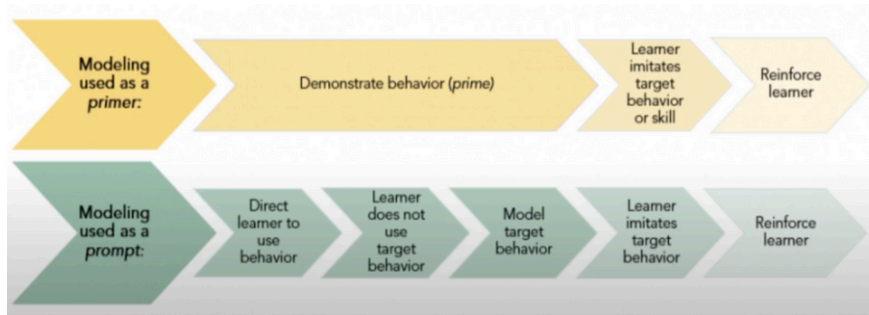 Modeling
used as a
primer:
Demonstrate behavior (prime)
Learner
imitates
target
behavior
or skill
Reinforce
learner
Modeling
used as a
prompt:
Direct
learner to
use
behavior
Learner
does not
use
target
behavior
Model
target
behavior
Learner
imitates
target
behavior
Reinforce
learner